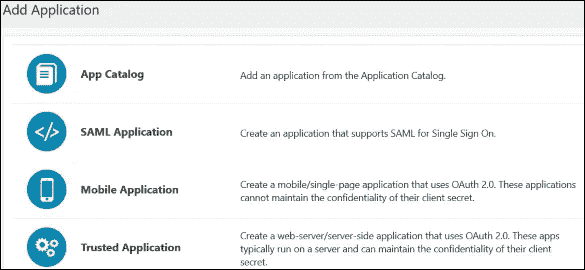 Add Application
App Catalog
Add an application from the Application Catalog.
SAML Application
Create an application that supports SAML for Single Sign On.
Mobile Application
Create a mobile/single-page application that uses OAuth 2.0. These applications
cannot maintain the confidentiality of their client secret.
Trusted Application
Create a web-server/server-side application that uses OAuth 2.0. These apps
typically run on a server and can maintain the confidentiality of their client
secret.